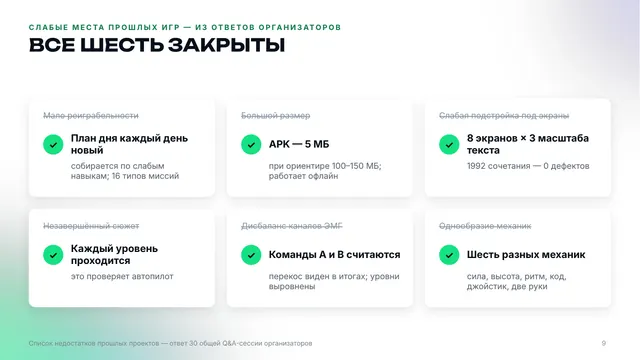 СЛАБЫЕ МЕСТА ПРОШЛЫХ ИГР — ИЗ ОТВЕТОВ ОРГАНИЗАТОРОВ
ВСЕ ШЕСТЬ ЗАКРЫТЫ
Мало реиграбельности
План дня каждый день
новый
собирается по слабым
навыкам; 16 типов миссий
Большой размер
APK — 5 МБ
при ориентире 100–150 МБ;
работает офлайн
Слабая подстройка под экраны
8 экранов × 3 масштаба
текста
1992 сочетания — 0 дефектов
Незавершённый сюжет
Каждый уровень
проходится
это проверяет автопилот
Дисбаланс каналов ЭМГ
Команды A и B считаются
перекос виден в итогах; уровни
выровнены
Однообразие механик
Шесть разных механик
сила, высота, ритм, код,
джойстик, две руки
Список недостатков прошлых проектов — ответ 30 общей Q&A-сессии организаторов
9